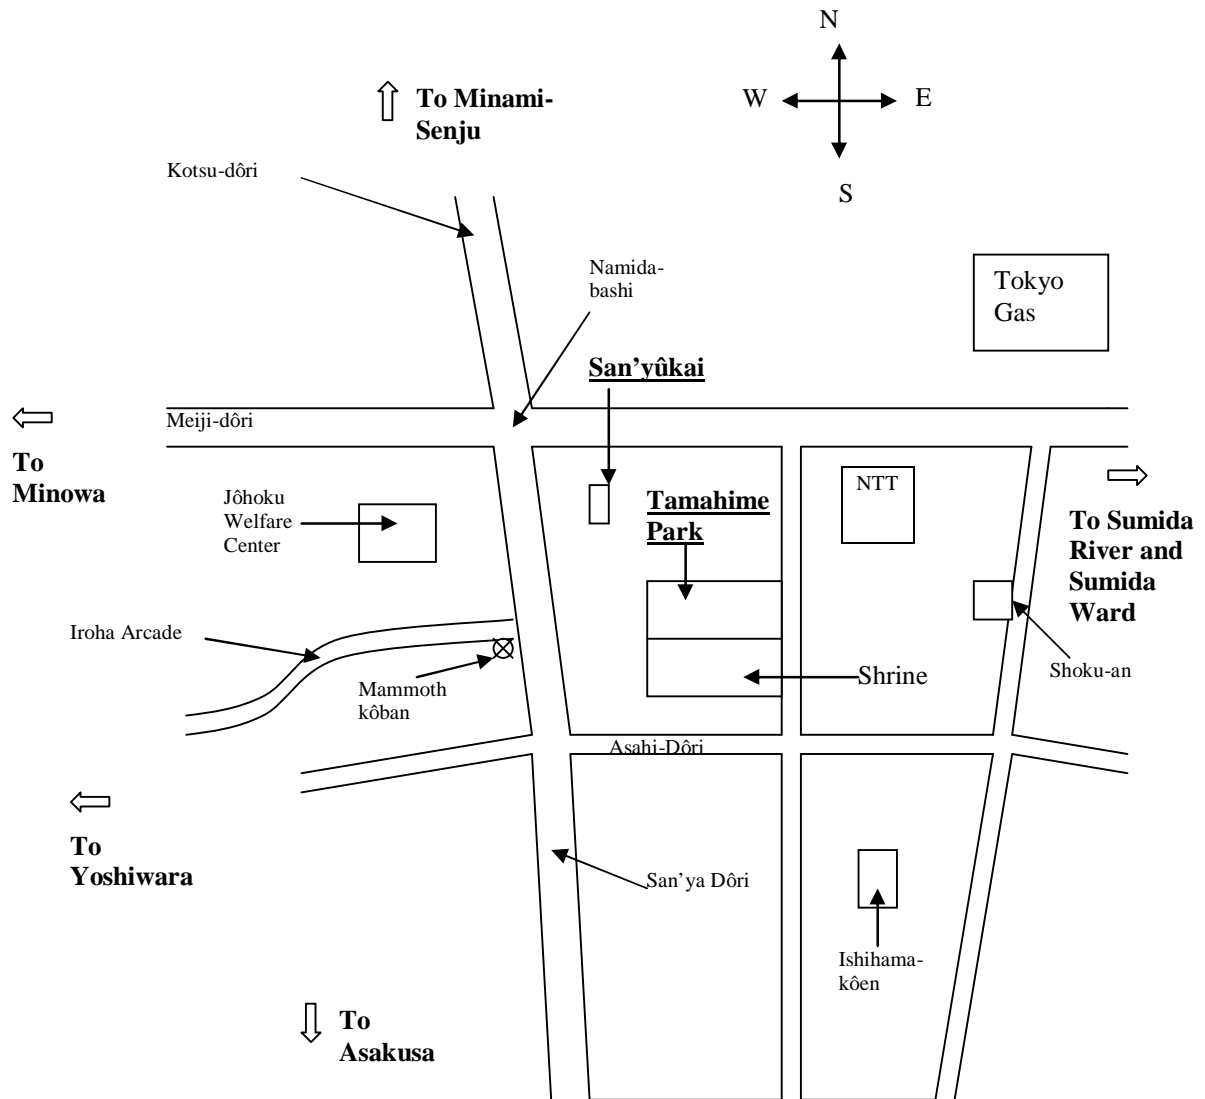 N
W
E
S
To Minami-
Senju
Kotsu-dôri
Namida-
bashi
Tokyo
Gas
San'yûkai
Meiji-dôri
To
Minowa
Jôhoku
Welfare
Center
Tamahime
Park
NTT
To Sumida
River and
Sumida
Ward
Iroha Arcade
Mammoth
kôban
Shrine
Shoku-an
Asahi-Dôri
To
Yoshiwara
San'ya Dôri
Ishihama-
kôen
To
Asakusa